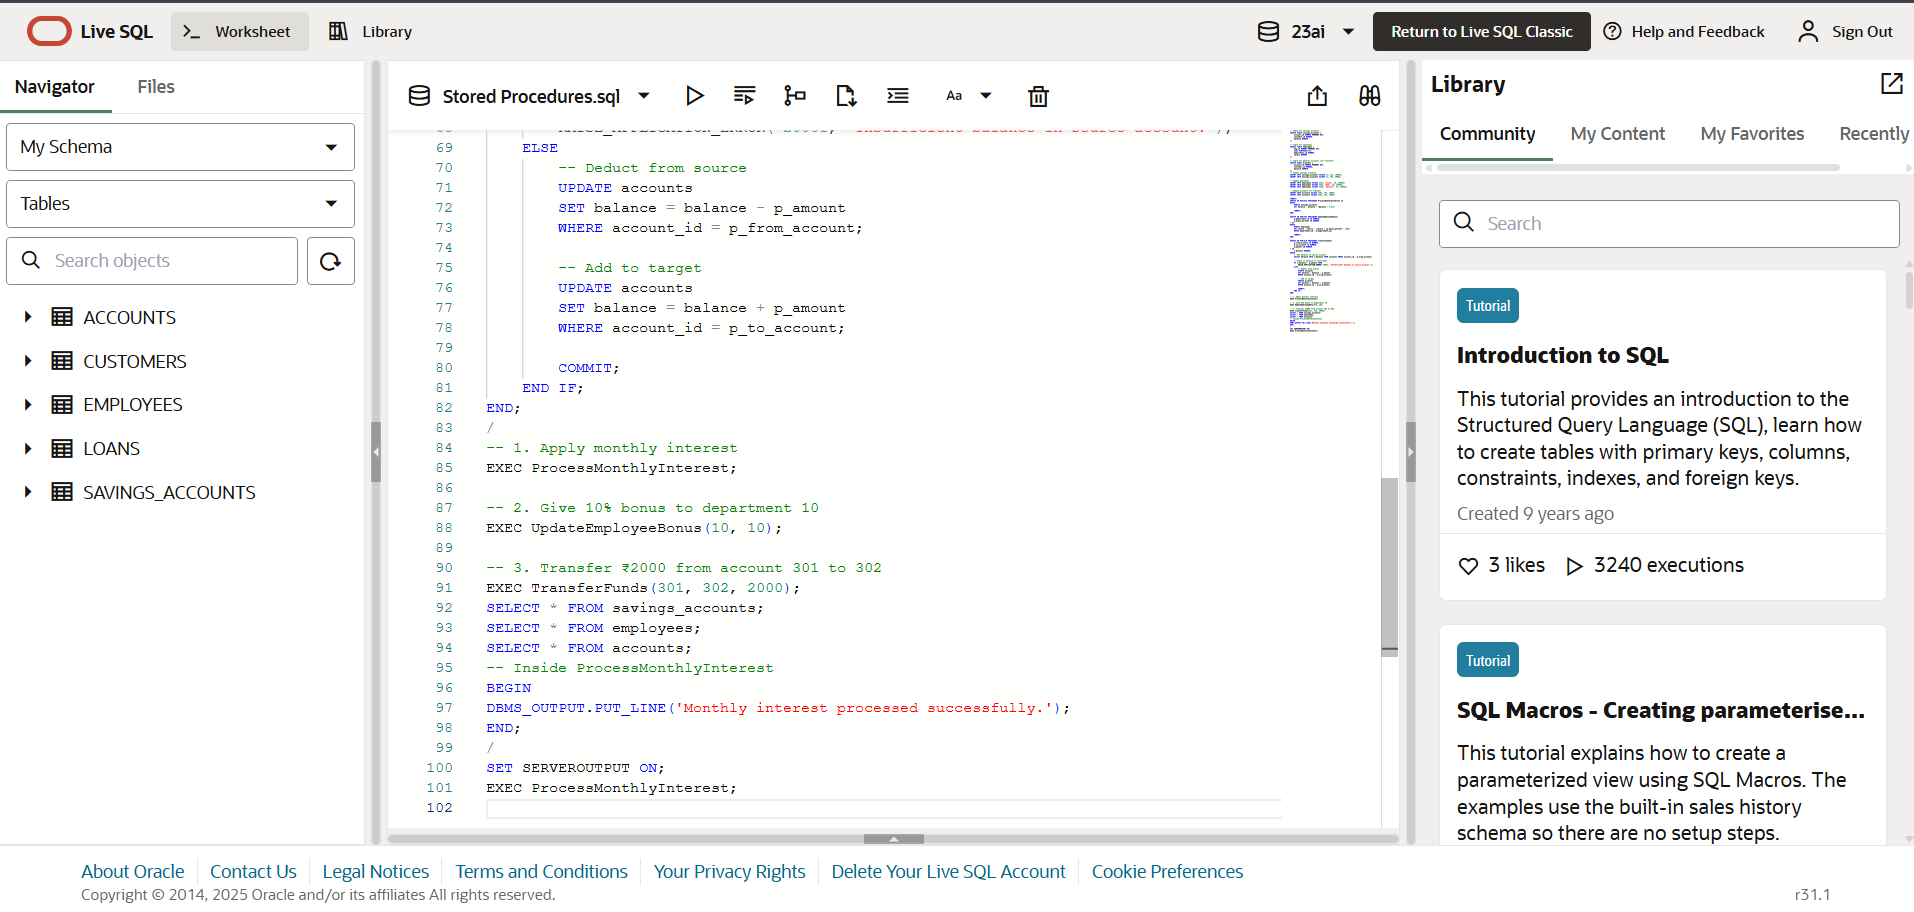 Live SQL
Worksheet
Library
23ai
Return to Live SQL Classic
Help and Feedback
Sign Out
Navigator
Files
My Schema
Tables
Search objects
ACCOUNTS
CUSTOMERS
EMPLOYEES
LOANS
SAVINGS_ACCOUNTS
Stored Procedures.sql
Aa
69 ELSE
70 -- Deduct from source
71 UPDATE accounts
72 SET balance = balance - p_amount
73 WHERE account_id = p_from_account;
74
75 -- Add to target
76 UPDATE accounts
77 SET balance = balance + p_amount
78 WHERE account_id = p_to_account;
79
80 COMMIT;
81 END IF;
82 END;
83 /
84 -- 1. Apply monthly interest
85 EXEC ProcessMonthlyInterest;
86
87 -- 2. Give 10% bonus to department 10
88 EXEC UpdateEmployeeBonus(10, 10);
89
90 -- 3. Transfer ₹2000 from account 301 to 302
91 EXEC TransferFunds(301, 302, 2000);
92 SELECT * FROM savings_accounts;
93 SELECT * FROM employees;
94 SELECT * FROM accounts;
95 -- Inside ProcessMonthlyInterest
96 BEGIN
97 DBMS_OUTPUT.PUT_LINE('Monthly interest processed successfully.');
98 END;
99 /
100 SET SERVEROUTPUT ON;
101 EXEC ProcessMonthlyInterest;
102
Library
Community
My Content
My Favorites
Recently
Search
Tutorial
Introduction to SQL
This tutorial provides an introduction to the
Structured Query Language (SQL), learn how
to create tables with primary keys, columns,
constraints, indexes, and foreign keys.
Created 9 years ago
3 likes
3240 executions
Tutorial
SQL Macros - Creating parameterise...
This tutorial explains how to create a
parameterized view using SQL Macros. The
examples use the built-in sales history
schema so there are no setup steps.
About Oracle
Contact Us
Legal Notices
Terms and Conditions
Your Privacy Rights
Delete Your Live SQL Account
Cookie Preferences
Copyright © 2014, 2025 Oracle and/or its affiliates All rights reserved.
r31.1